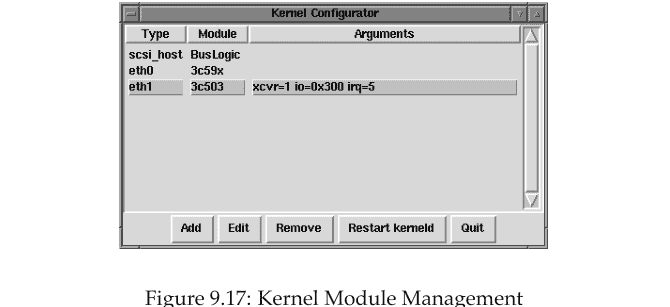 Kernel Configurator
Type Module Arguments
scsi_host BusLogic
eth0 3c59x
eth1 3c503 xcvr=1 io=0x300 irq=5
Add Edit Remove Restart kerneld Quit
Figure 9.17: Kernel Module Management